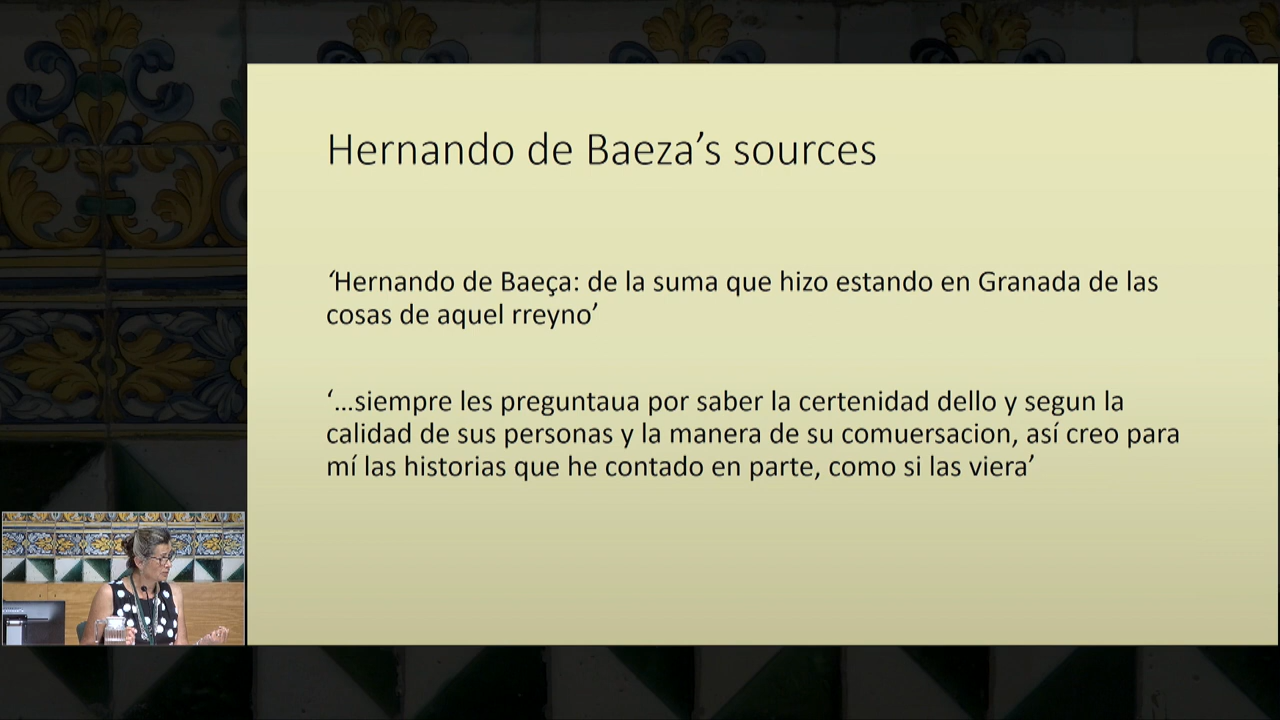 Hernando de Baeza’s sources
‘Hernando de Baeça: de la suma que hizo estando en Granada de las
cosas de aquel rreyno’
‘…siempre les preguntaua por saber la certenidad dello y segun la
calidad de sus personas y la manera de su comuersacion, así creo para
mí las historias que he contado en parte, como si las viera’